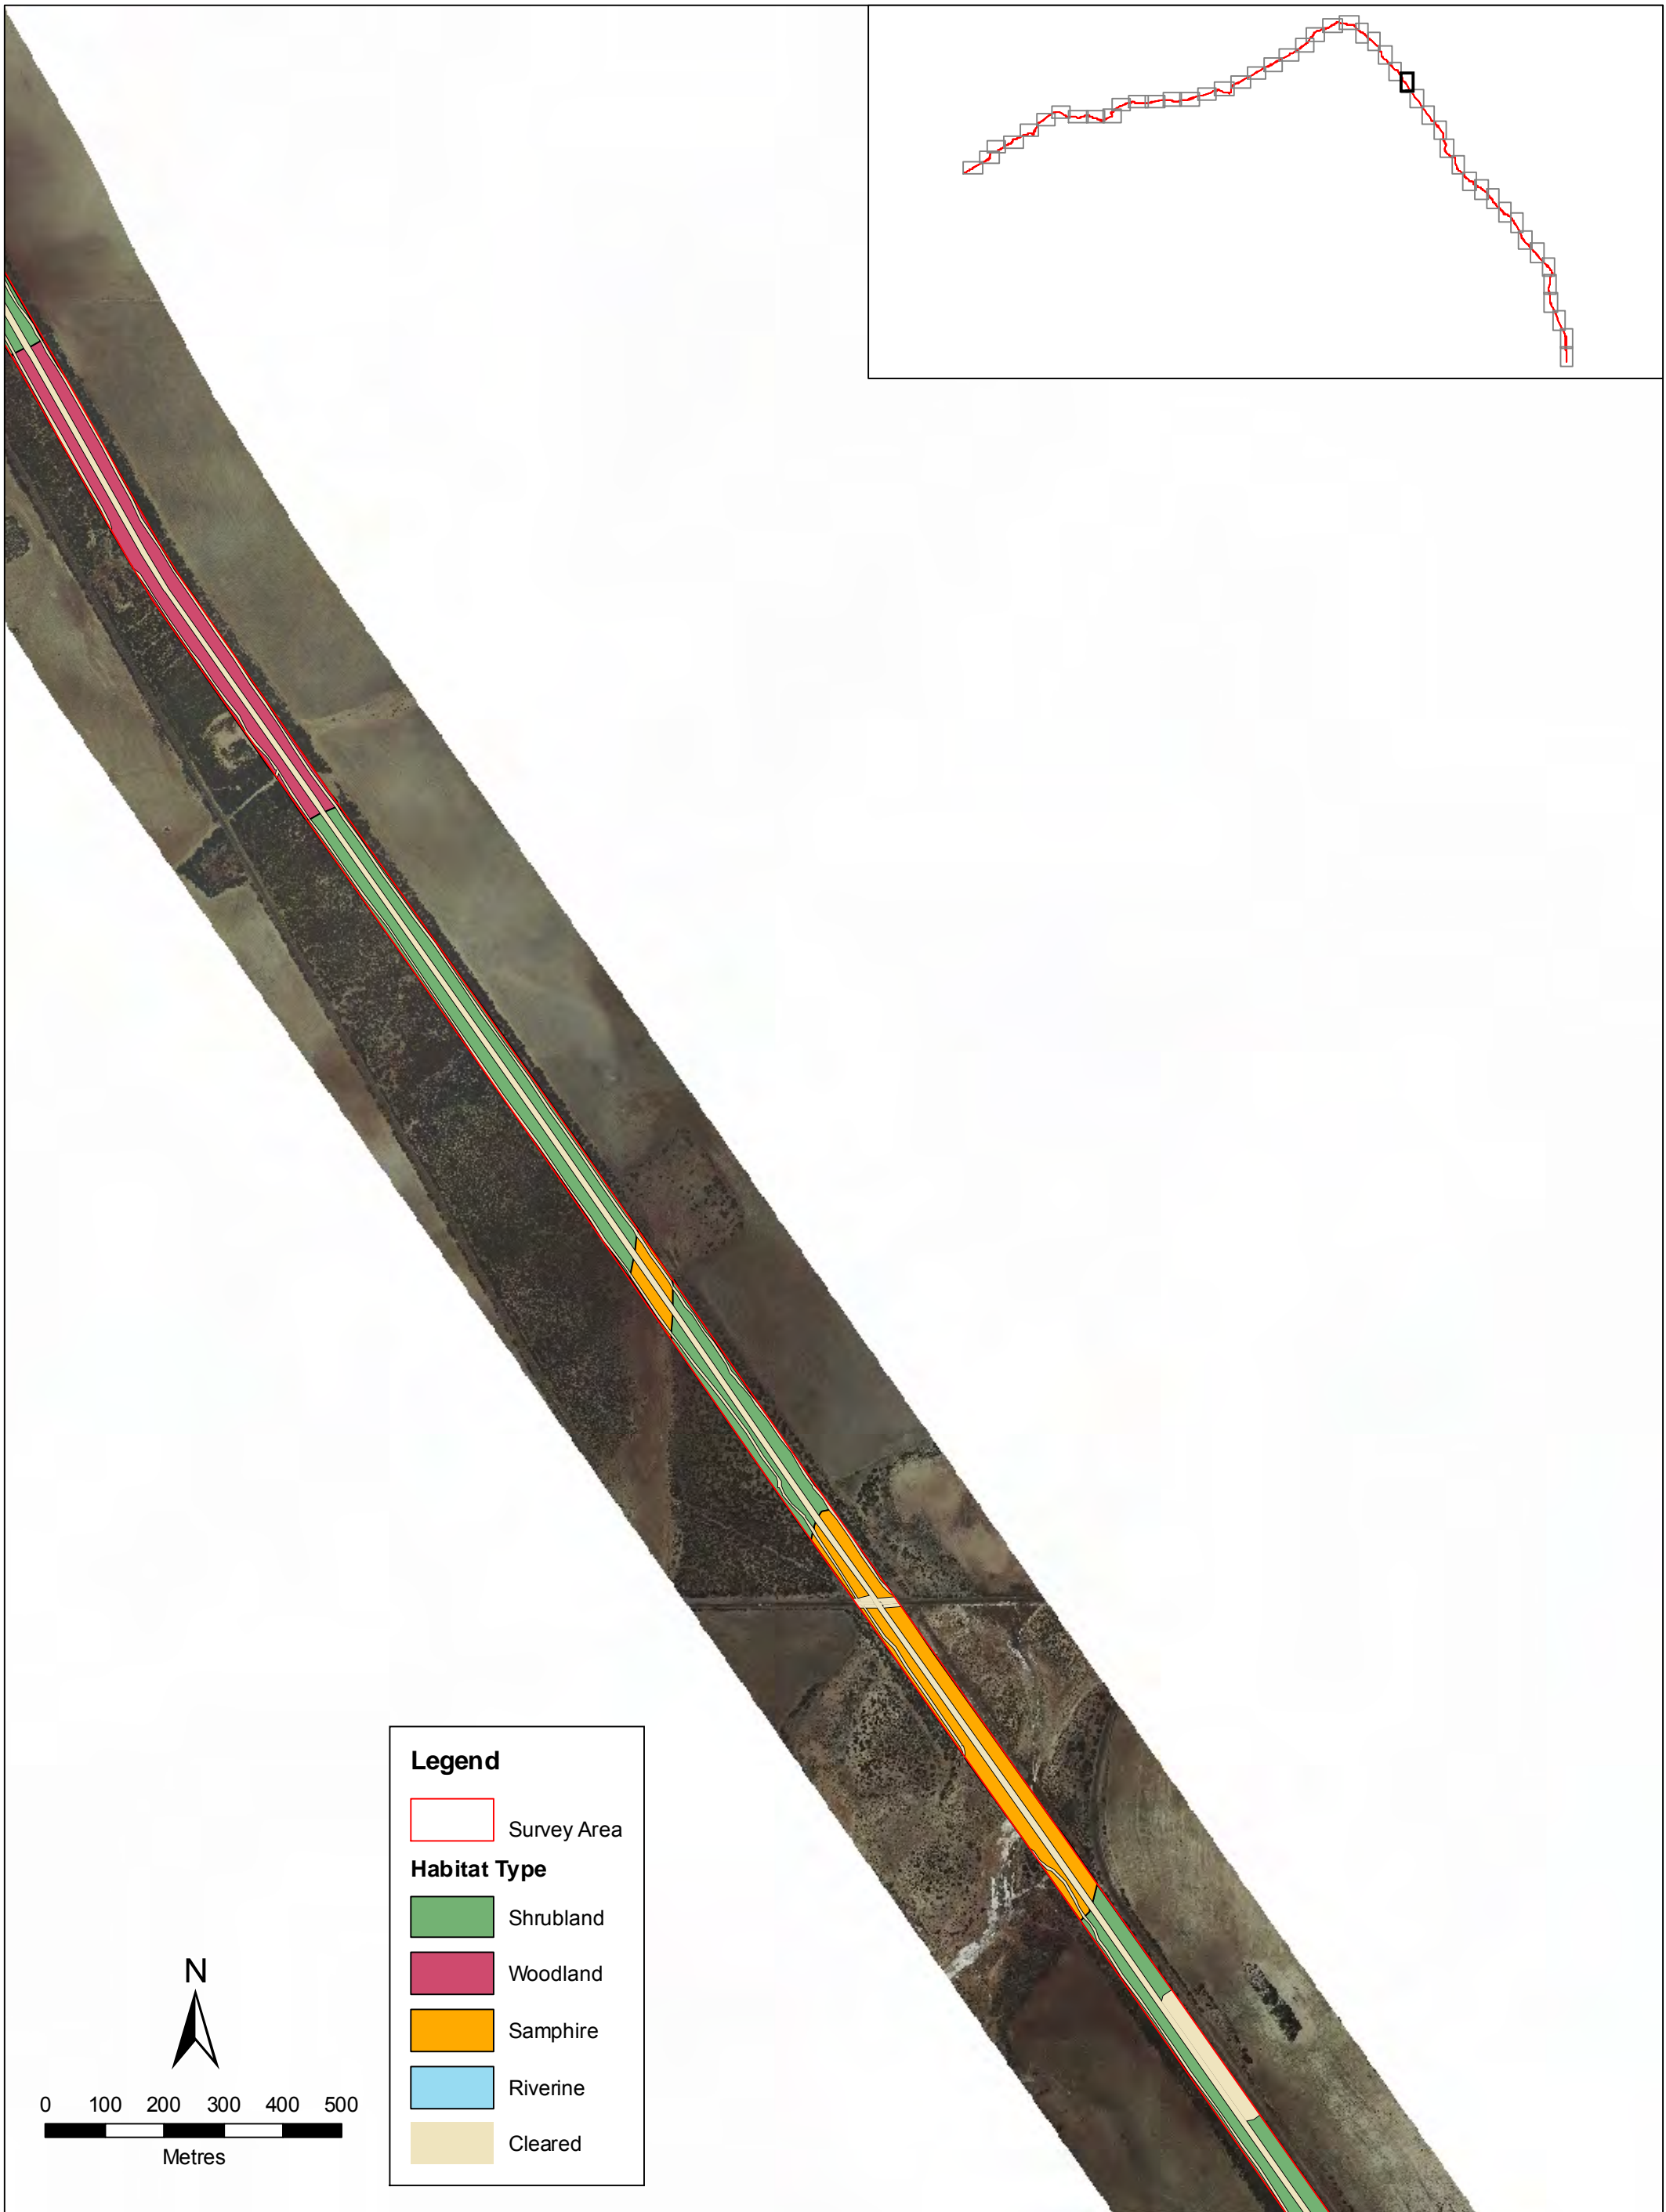 Legend
Survey Area
Habitat Type
Shrubland
Woodland
Samphire
Riverine
Cleared
N
0 100 200 300 400 500
Metres